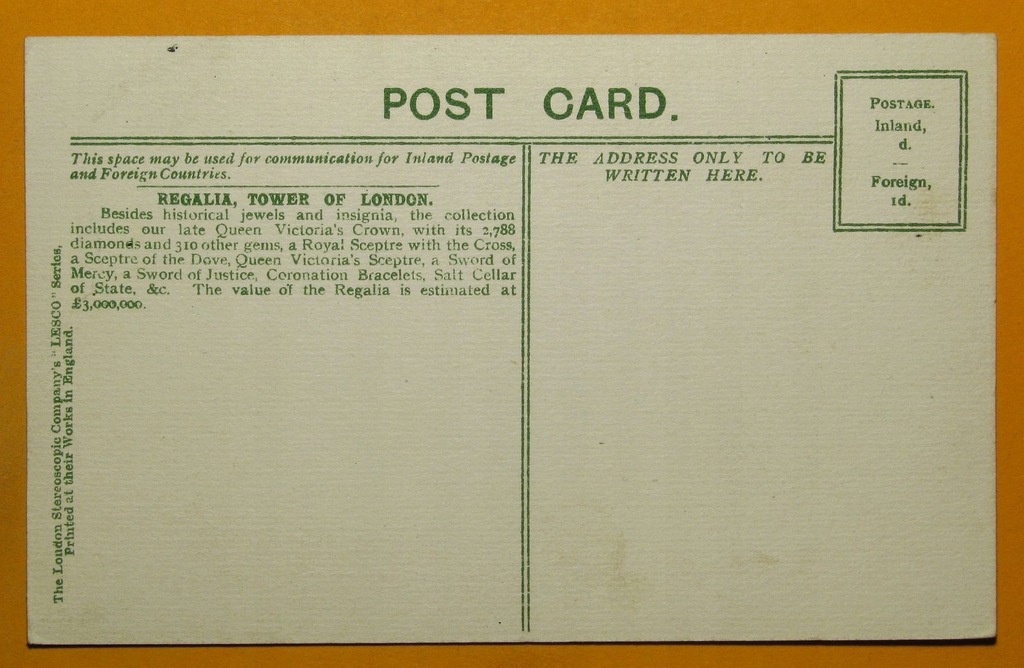 POST CARD.
POSTAGE.
Inland,
d.
—
Foreign,
1d.
This space may be used for communication for Inland Postage
and Foreign Countries.
REGALIA, TOWER OF LONDON.
Besides historical jewels and insignia, the collection
includes our late Queen Victoria's Crown, with its 2,788
diamonds and 310 other gems, a Royal Sceptre with the Cross,
a Sceptre of the Dove, Queen Victoria's Sceptre, a Sword of
Mercy, a Sword of Justice, Coronation Bracelets, Salt Cellar
of State, &c. The value of the Regalia is estimated at
£3,000,000.
THE ADDRESS ONLY TO BE
WRITTEN HERE.
The London Stereoscopic Company's "LESCO" Series,
Printed at their Works in England.